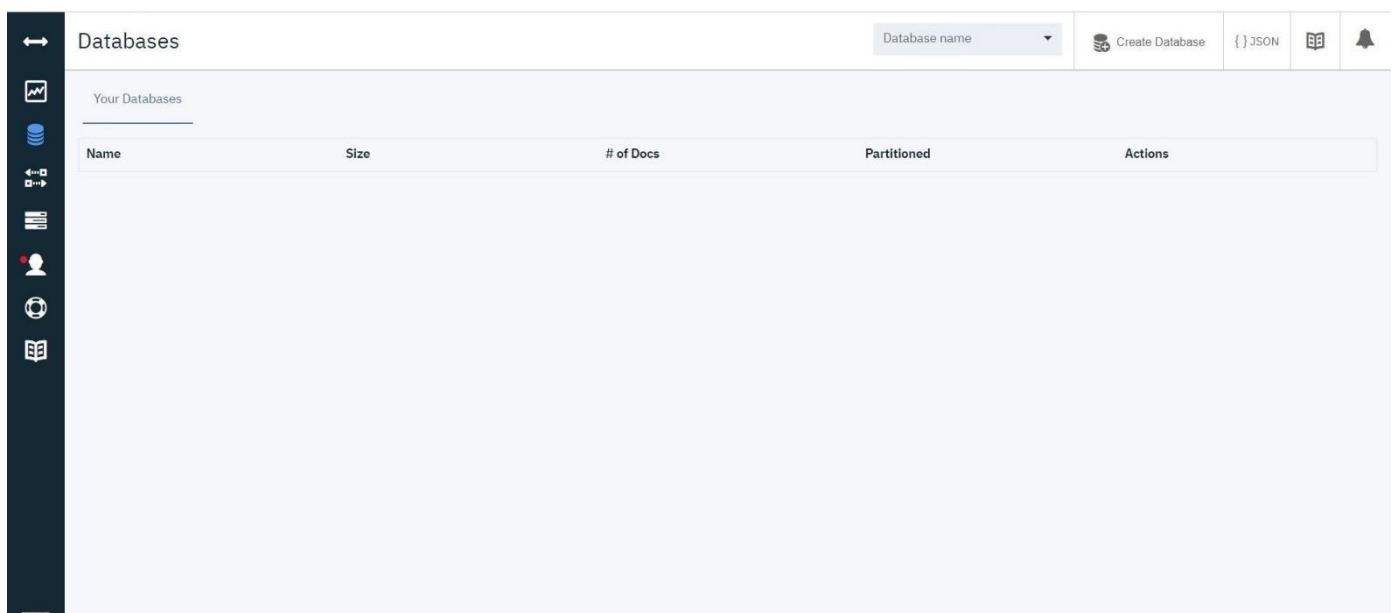 Databases
Database name
Create Database
{ } JSON
Your Databases
Name Size # of Docs Partitioned Actions